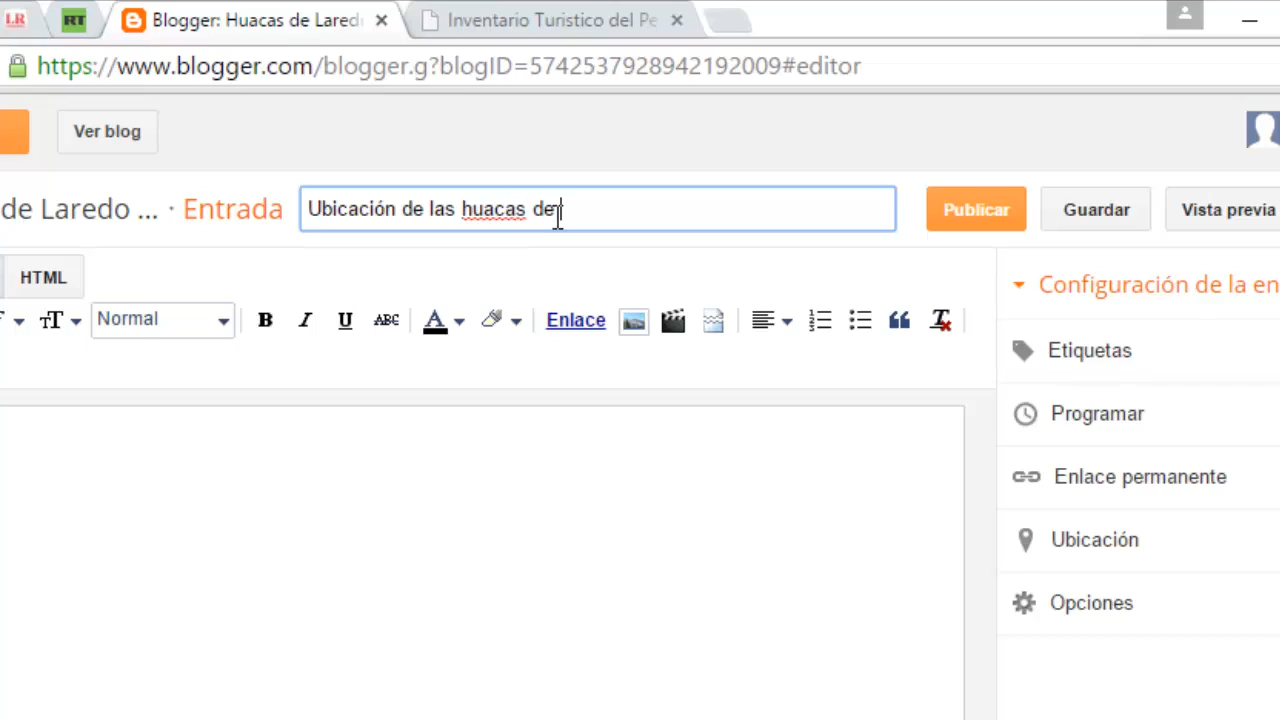 LR
RT
Blogger: Huacas de Lared
Inventario Turistico del Pe
https://www.blogger.com/blogger.g?blogID=5742537928942192009#editor
Ver blog
de Laredo ... · Entrada
Ubicación de las huacas de
Publicar
Guardar
Vista previa
HTML
Configuración de la en
Normal
B I U ABC A Enlace
Etiquetas
Programar
Enlace permanente
Ubicación
Opciones